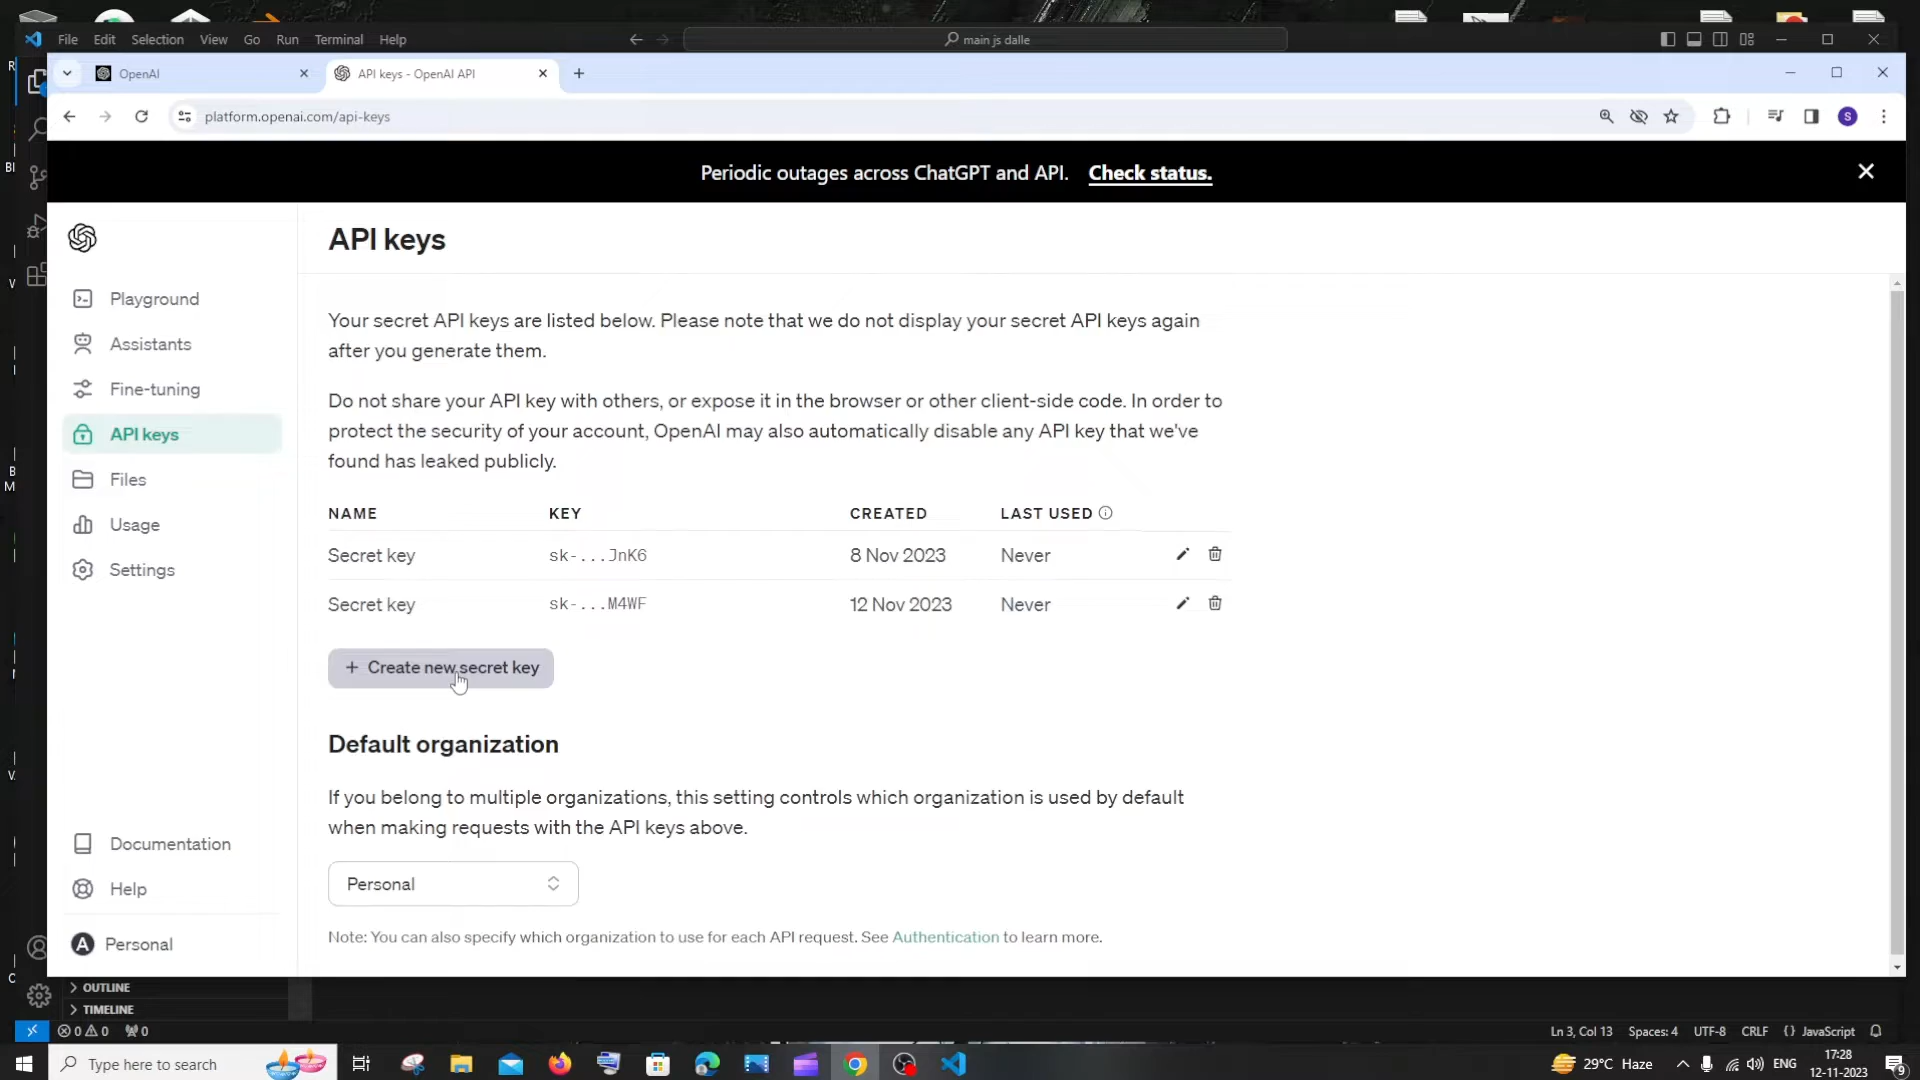 File Edit Selection View Go Run Terminal Help
main js dalle
OpenAI
API keys - OpenAI API
platform.openai.com/api-keys
S
Periodic outages across ChatGPT and API. Check status.
API keys
Playground
Assistants
Fine-tuning
API keys
Files
Usage
Settings
Documentation
Help
A Personal
Your secret API keys are listed below. Please note that we do not display your secret API keys again
after you generate them.
Do not share your API key with others, or expose it in the browser or other client-side code. In order to
protect the security of your account, OpenAI may also automatically disable any API key that we've
found has leaked publicly.
NAME KEY CREATED LAST USED
Secret key sk-...JnK6 8 Nov 2023 Never
Secret key sk-...M4WF 12 Nov 2023 Never
+ Create new secret key
Default organization
If you belong to multiple organizations, this setting controls which organization is used by default
when making requests with the API keys above.
Personal
Note: You can also specify which organization to use for each API request. See Authentication to learn more.
OUTLINE
TIMELINE
0 0 0
Ln 3, Col 13 Spaces: 4 UTF-8 CRLF {} JavaScript
Type here to search
29°C Haze
ENG
17:28
12-11-2023
9